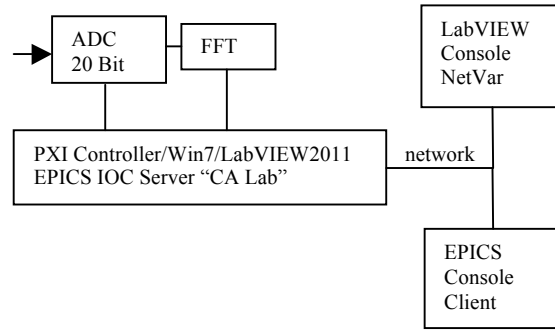 ADC
20 Bit
FFT
LabVIEW
Console
NetVar
PXI Controller/Win7/LabVIEW2011
EPICS IOC Server “CA Lab”
network
EPICS
Console
Client